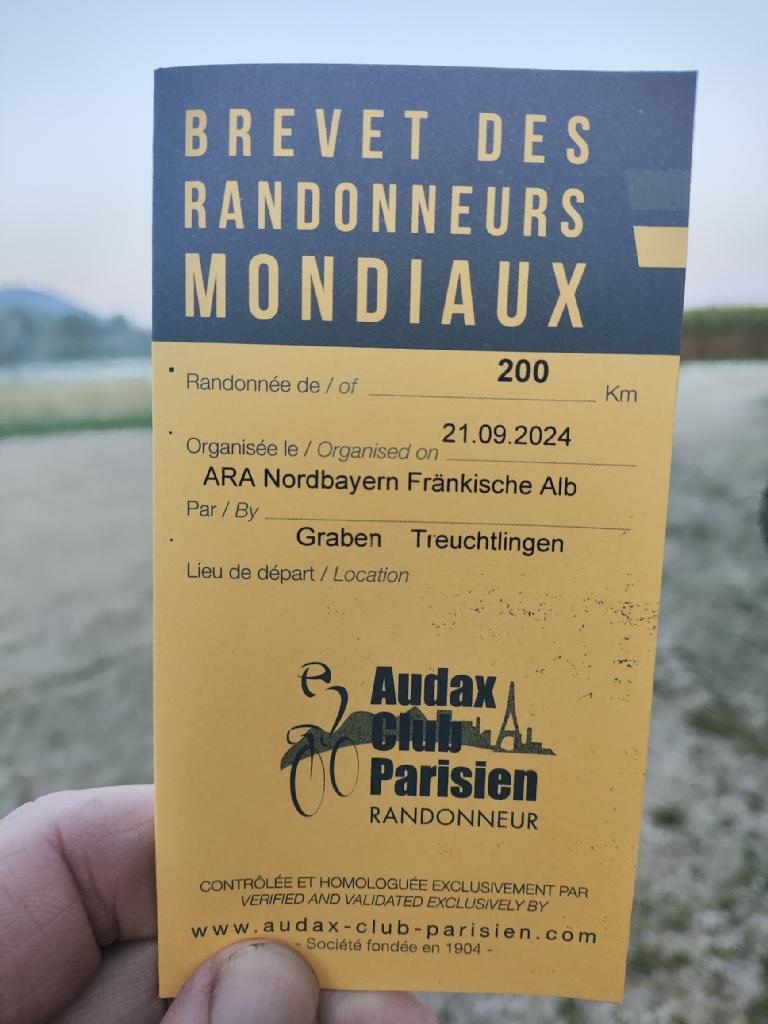 BREVET DES
RANDONNEURS
MONDIAUX
Randonnée de / of 200 Km
Organisée le / Organised on 21.09.2024
ARA Nordbayern Fränkische Alb
Par / By
Graben Treuchtlingen
Lieu de départ / Location
Audax
Club
Parisien
RANDONNEUR
CONTRÔLÉE ET HOMOLOGUÉE EXCLUSIVEMENT PAR
VERIFIED AND VALIDATED EXCLUSIVELY BY
www.audax-club-parisien.com
- Société fondée en 1904 -